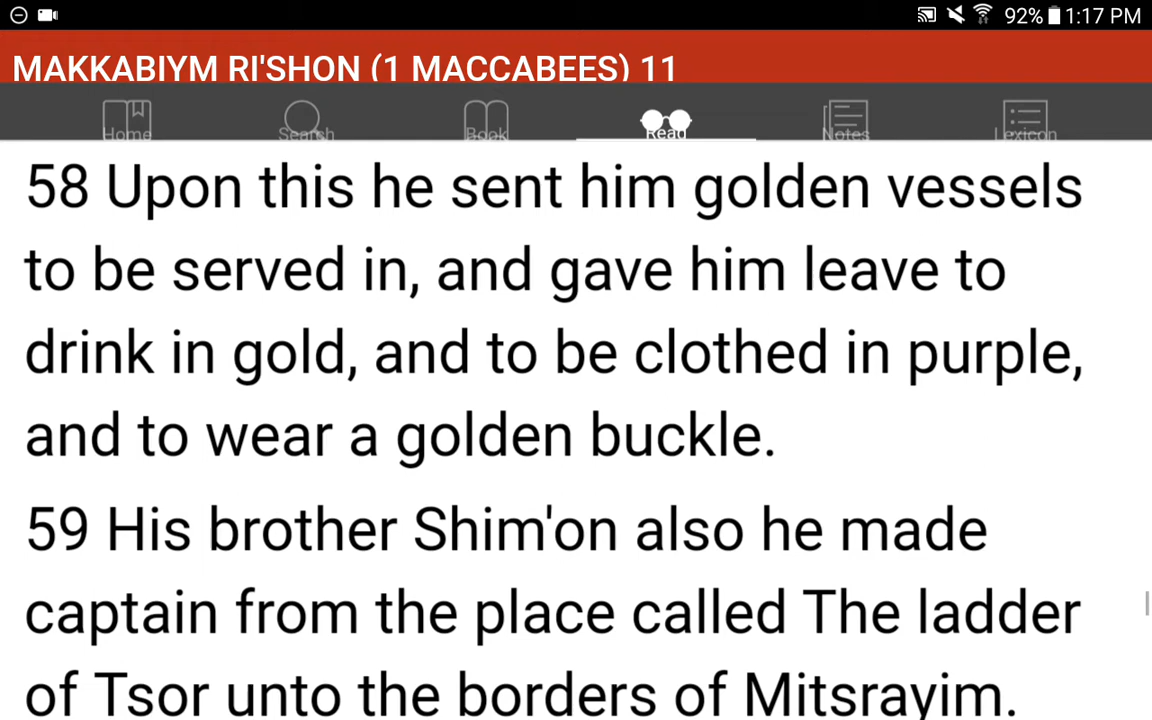 92% 1:17 PM
MAKKABIYM RI'SHON (1 MACCABEES) 11
Home Search Book Read Notes Lexicon
58 Upon this he sent him golden vessels
to be served in, and gave him leave to
drink in gold, and to be clothed in purple,
and to wear a golden buckle.
59 His brother Shim'on also he made
captain from the place called The ladder
of Tsor unto the borders of Mitsrayim.